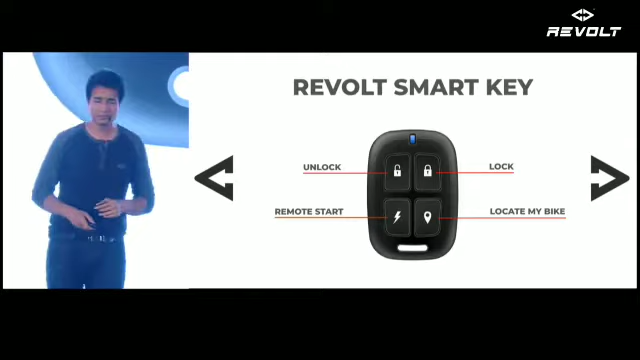 REVOLT
REVOLT SMART KEY
UNLOCK
LOCK
REMOTE START
LOCATE MY BIKE